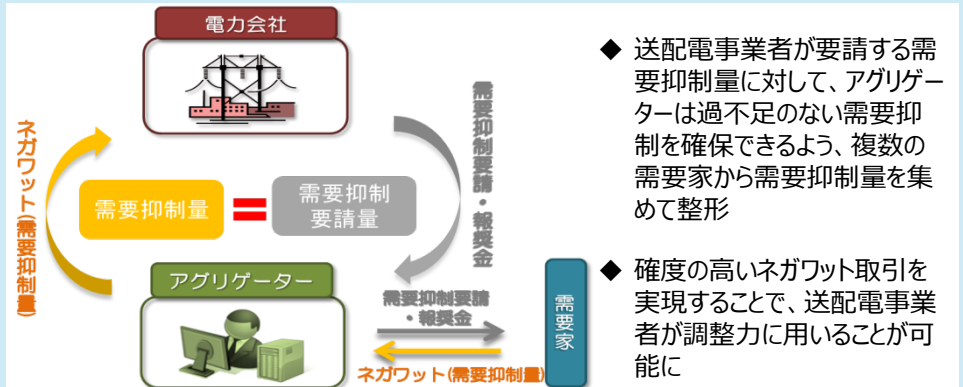 電力会社
ネガワット(需要抑制量)
需要抑制要請・報奨金
需要抑制量
=
需要抑制
要請量
アグリゲーター
需要抑制要請
・報奨金
ネガワット(需要抑制量)
需要家
◆ 送配電事業者が要請する需
要抑制量に対して、アグリゲー
ターは過不足のない需要抑
制を確保できるよう、複数の
需要家から需要抑制量を集
めて整形
◆ 確度の高いネガワット取引を
実現することで、送配電事業
者が調整力に用いることが可
能に